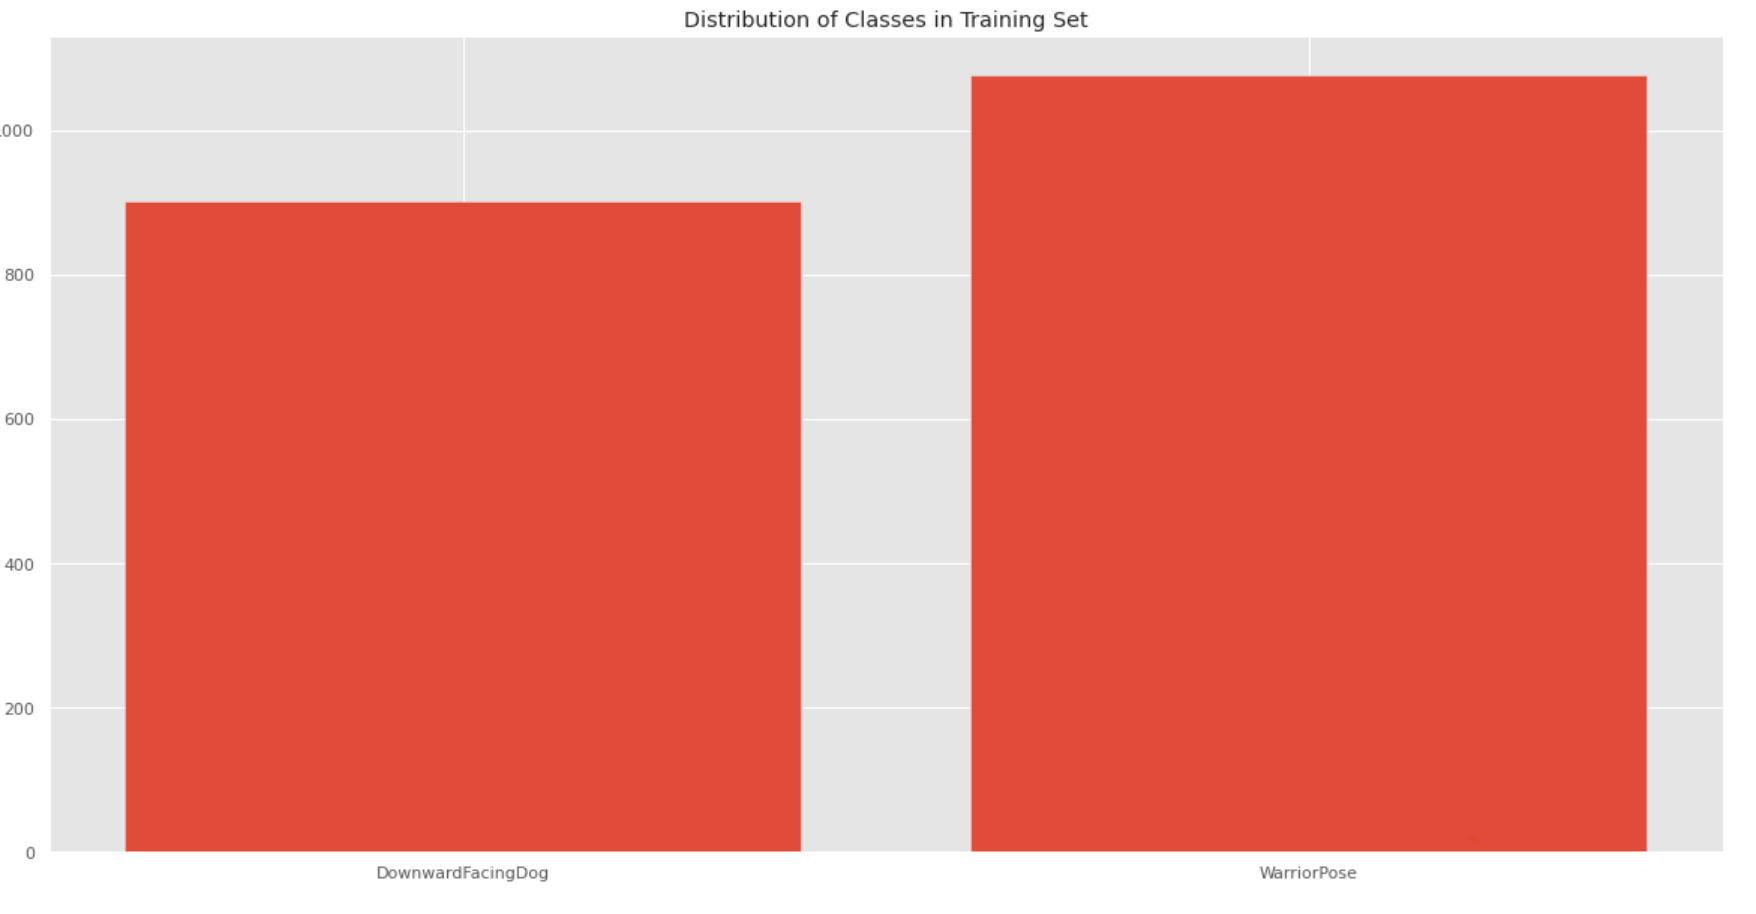 Distribution of Classes in Training Set
1000
800
600
400
200
0
DownwardFacingDog
WarriorPose